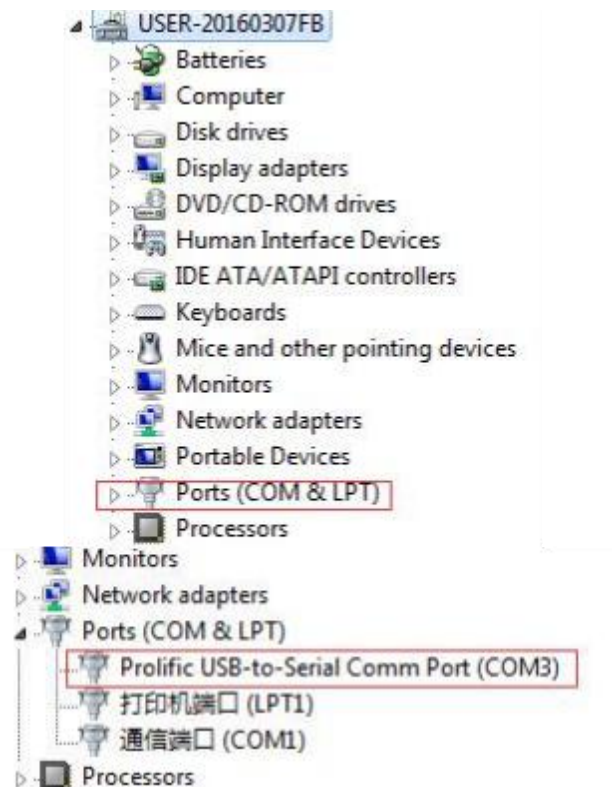 USER-20160307FB
Batteries
Computer
Disk drives
Display adapters
DVD/CD-ROM drives
Human Interface Devices
IDE ATA/ATAPI controllers
Keyboards
Mice and other pointing devices
Monitors
Network adapters
Portable Devices
Ports (COM & LPT)
Processors
Monitors
Network adapters
Ports (COM & LPT)
Prolific USB-to-Serial Comm Port (COM3)
打印机端口 (LPT1)
通信端口 (COM1)
Processors